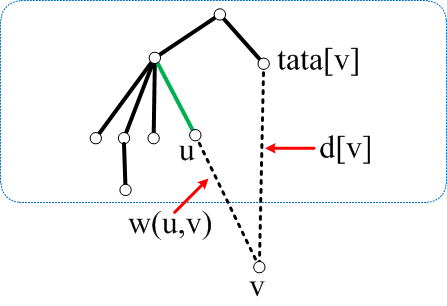 tata[v]
u
d[v]
w(u,v)
v